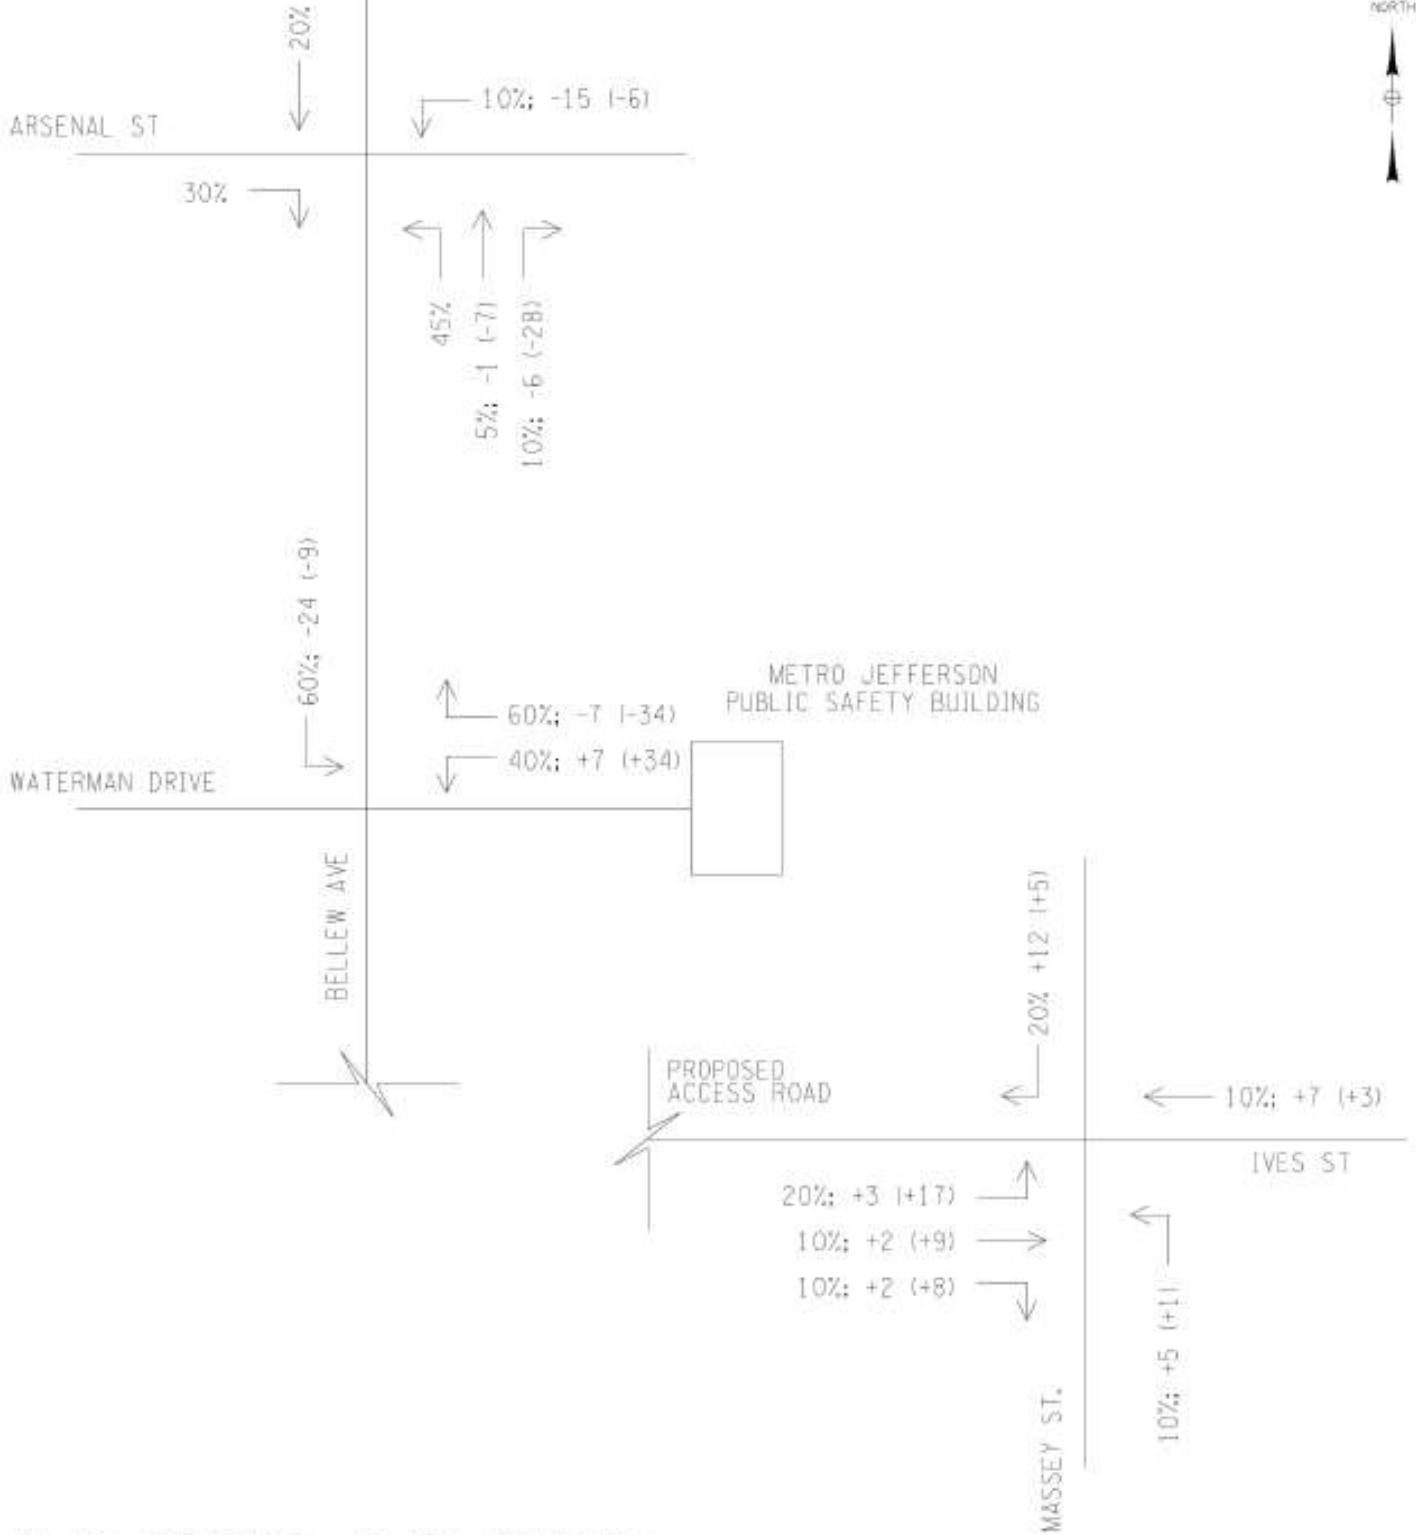 NORTH
20%
10%; -15 (-6)
ARSENAL ST
30%
45%
5%; -1 (-7)
10%; -6 (-28)
60%; -24 (-9)
METRO JEFFERSON
PUBLIC SAFETY BUILDING
60%; -7 (-34)
40%; +7 (+34)
WATERMAN DRIVE
BELLEW AVE
20% +12 (+5)
PROPOSED
ACCESS ROAD
10%; +7 (+3)
IVES ST
20%; +3 (+17)
10%; +2 (+9)
10%; +2 (+8)
10%; +5 (+1)
MASSEY ST.